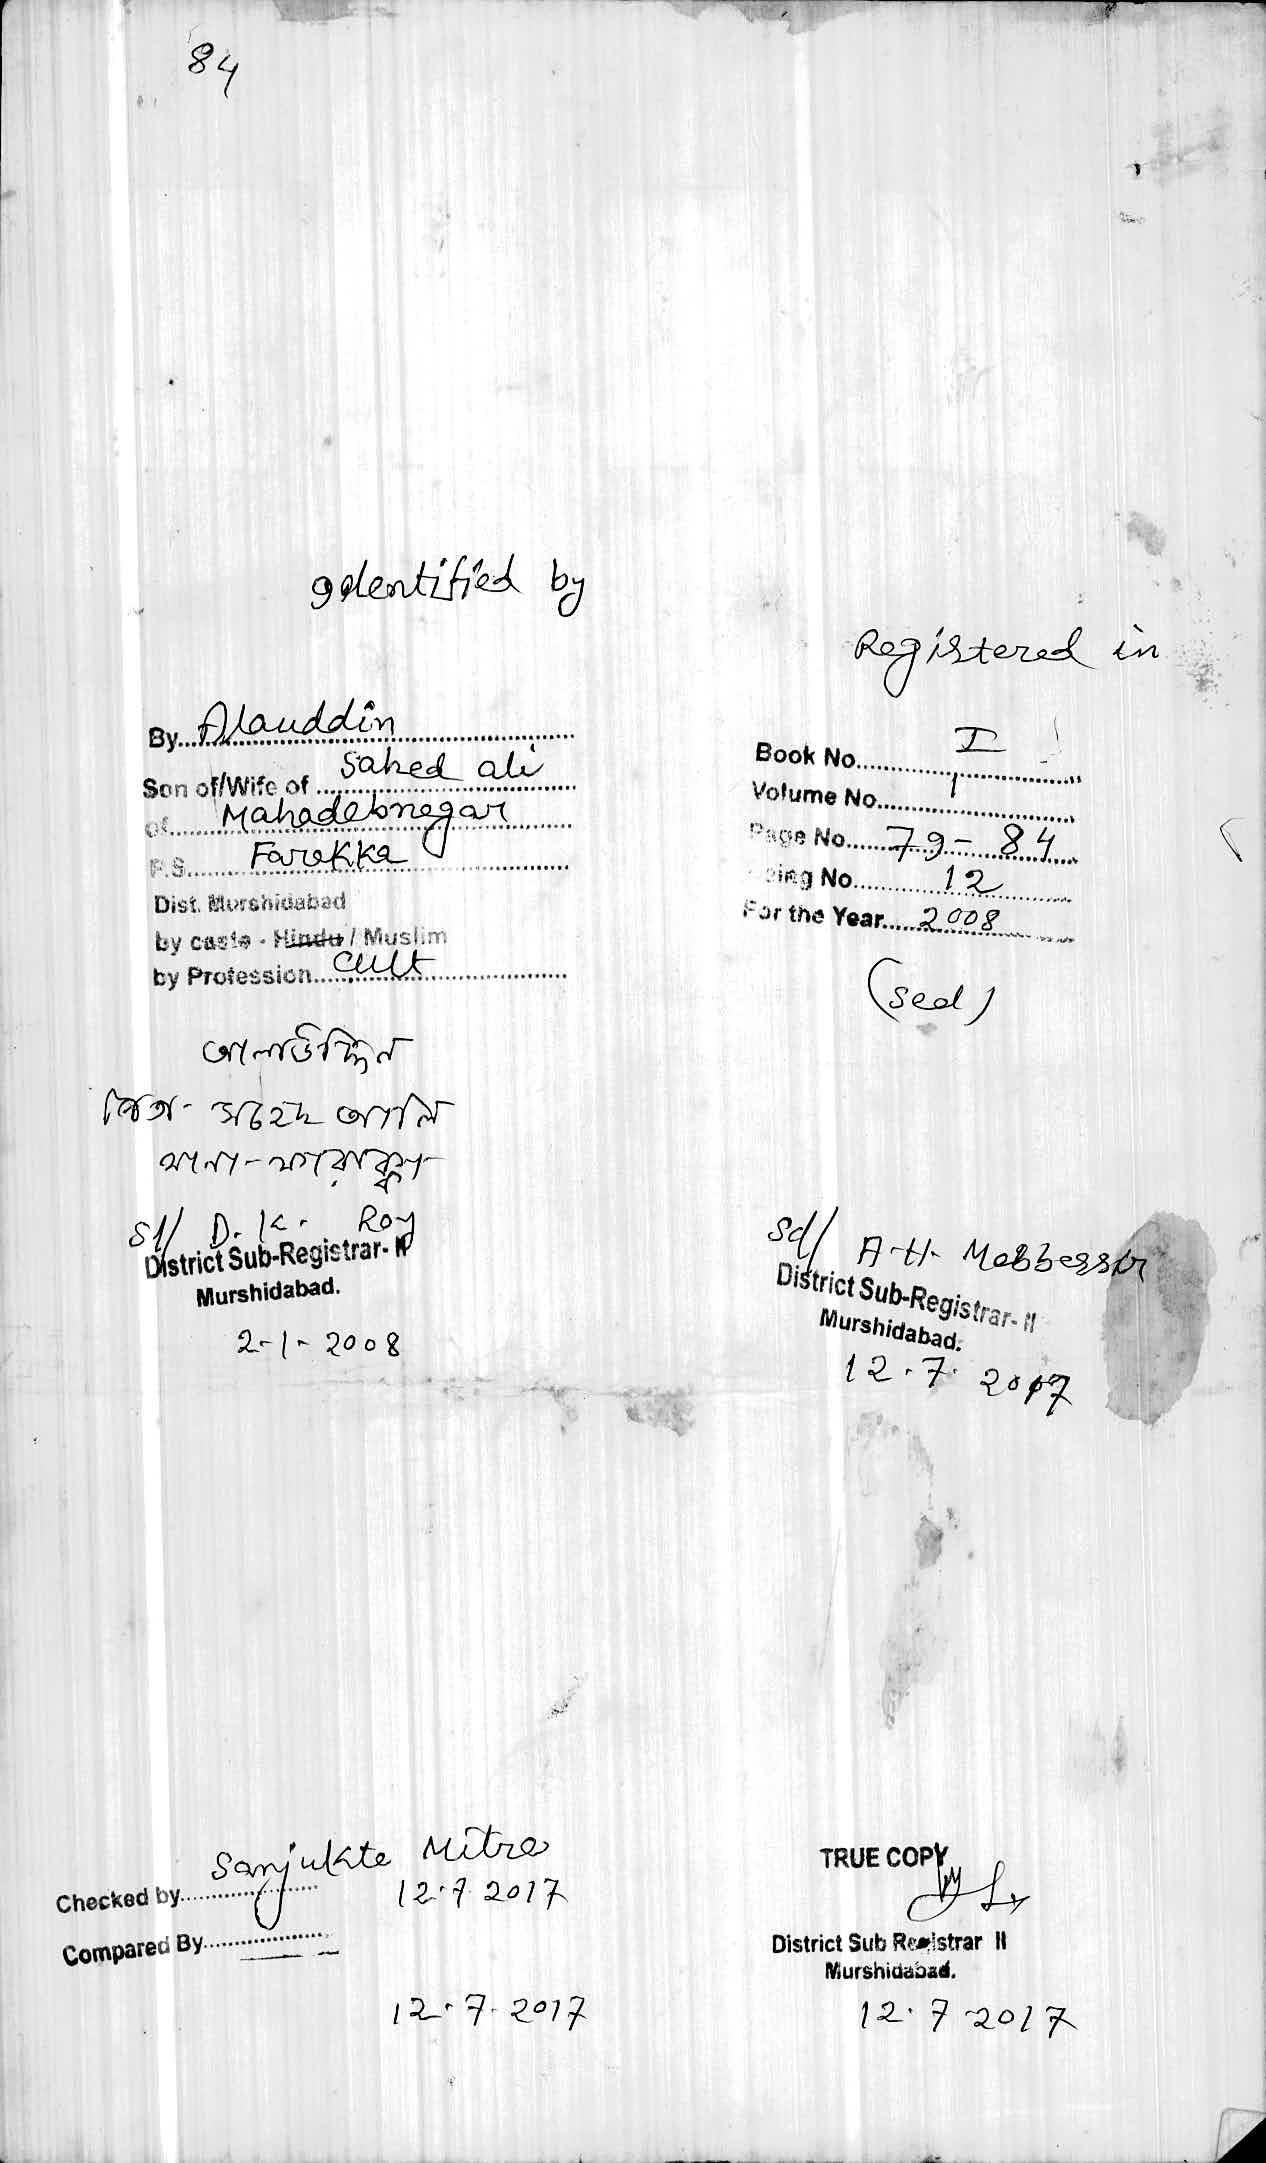 84
Identified by
By Alauddin
Son of/Wife of Sahed ali
of Mahadebnagar
P.S. Farakka
Dist. Murshidabad
by caste - Hindu / Muslim
by Profession Cult
আলাউদ্দিন
পিতা- সহেদ আলি
থানা - ফারাক্কা
Sd/ D. K. Roy
District Sub-Registrar- II
Murshidabad.
2-1-2008
Registered in
Book No. I
Volume No. 1
Page No. 79 - 84
Being No. 12
For the Year 2008
(Sed)
Sd/ A. H.
District Sub-Registrar- II
Murshidabad.
12.7.2017
Checked by Sanjukta Mitra
12.7.2017
Compared By
12.7.2017
TRUE COPY
District Sub Registrar II
Murshidabad.
12.7.2017